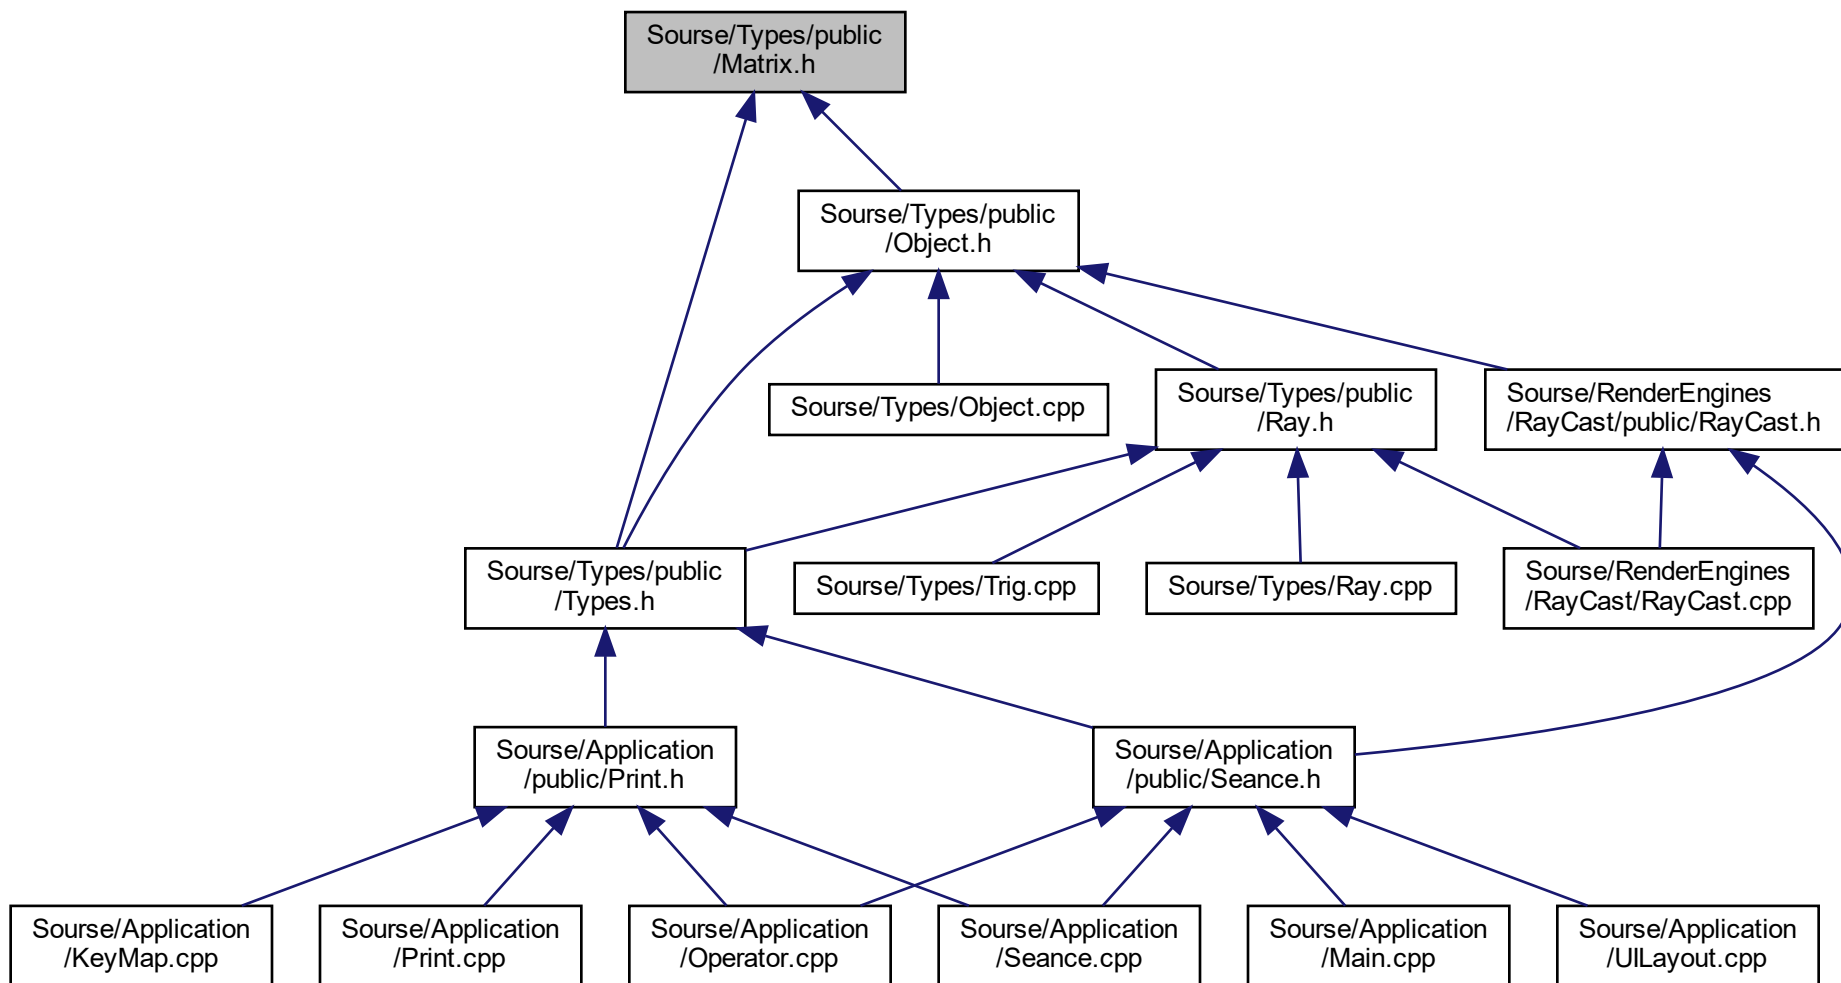 Sourse/Types/public
/Matrix.h
Sourse/Types/public
/Object.h
Sourse/Types/Object.cpp
Sourse/Types/public
/Ray.h
Sourse/RenderEngines
/RayCast/public/RayCast.h
Sourse/Types/public
/Types.h
Sourse/Types/Trig.cpp
Sourse/Types/Ray.cpp
Sourse/RenderEngines
/RayCast/RayCast.cpp
Sourse/Application
/public/Print.h
Sourse/Application
/public/Seance.h
Sourse/Application
/KeyMap.cpp
Sourse/Application
/Print.cpp
Sourse/Application
/Operator.cpp
Sourse/Application
/Seance.cpp
Sourse/Application
/Main.cpp
Sourse/Application
/UILayout.cpp